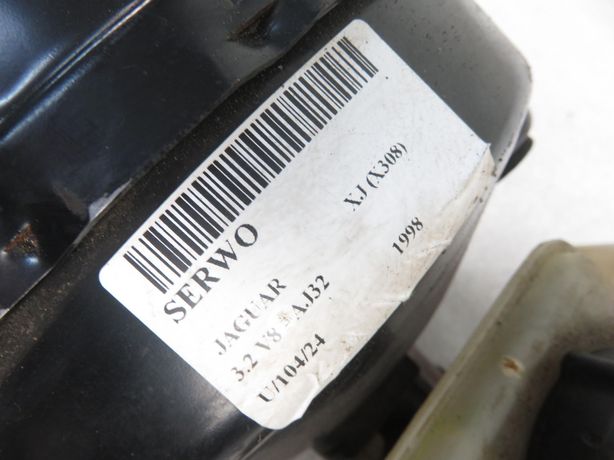 SERWO
JAGUAR XJ (X308)
3.2 V8 AJ32 1998
U/104/24